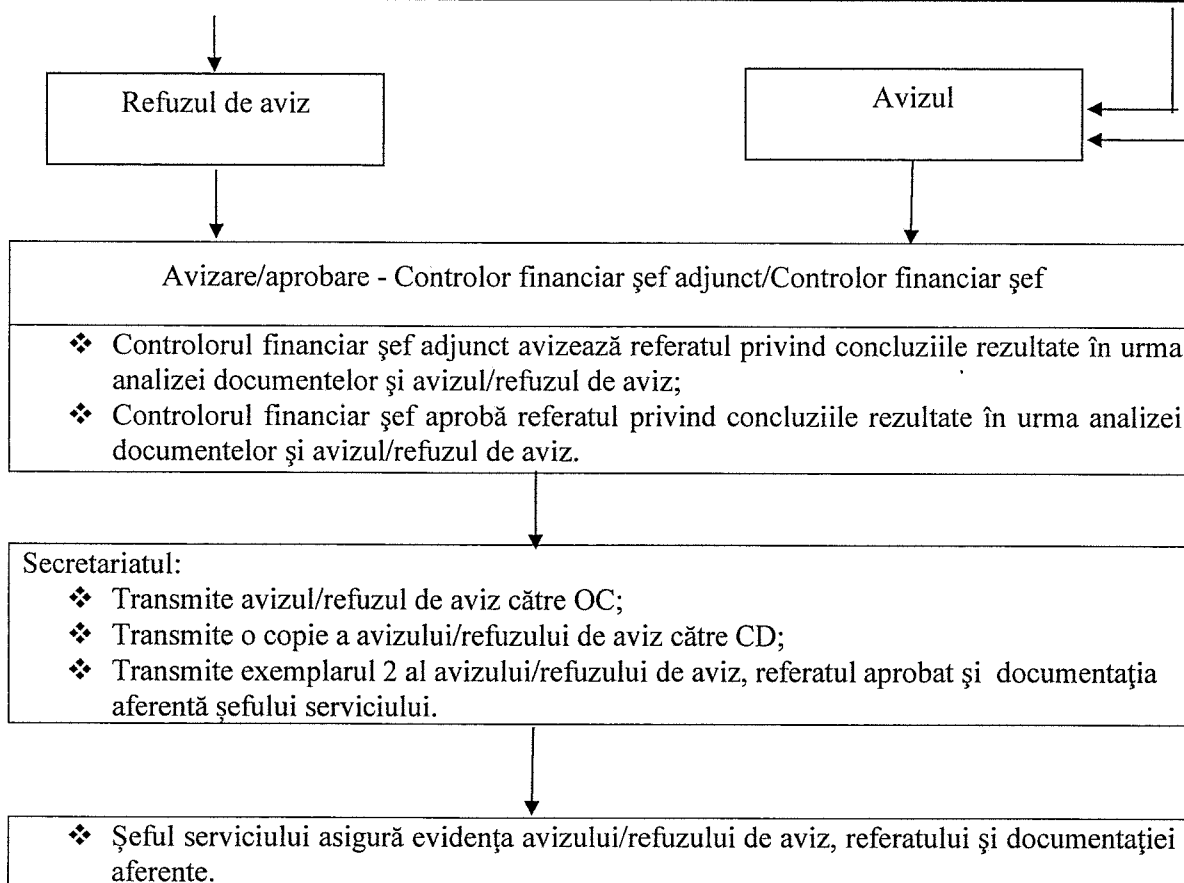 Refuzul de aviz
Avizul
Avizare/aprobare - Controlor financiar şef adjunct/Controlor financiar şef
❖ Controlorul financiar şef adjunct avizează referatul privind concluziile rezultate în urma
analizei documentelor şi avizul/refuzul de aviz;
❖ Controlorul financiar şef aprobă referatul privind concluziile rezultate în urma analizei
documentelor şi avizul/refuzul de aviz.
Secretariatul:
❖ Transmite avizul/refuzul de aviz către OC;
❖ Transmite o copie a avizului/refuzului de aviz către CD;
❖ Transmite exemplarul 2 al avizului/refuzului de aviz, referatul aprobat şi documentaţia
aferentă şefului serviciului.
❖ Şeful serviciului asigură evidenţa avizului/refuzului de aviz, referatului şi documentaţiei
aferente.